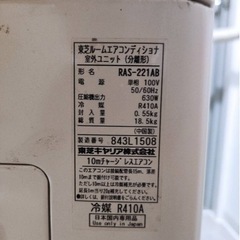 東芝ルームエアコンディショナ
室外ユニット(分離形)
形名 RAS-221AB
電源 単相 100V
50/60Hz
圧縮機出力 630W
冷媒 R410A
封入量 0.55kg
質量 18.5kg
(中国製)
製造番号 843L1508
東芝キヤリア株式会社
10mチャージレスエアコン
冷媒 R410A
日本国内専用品
Use only in Japan